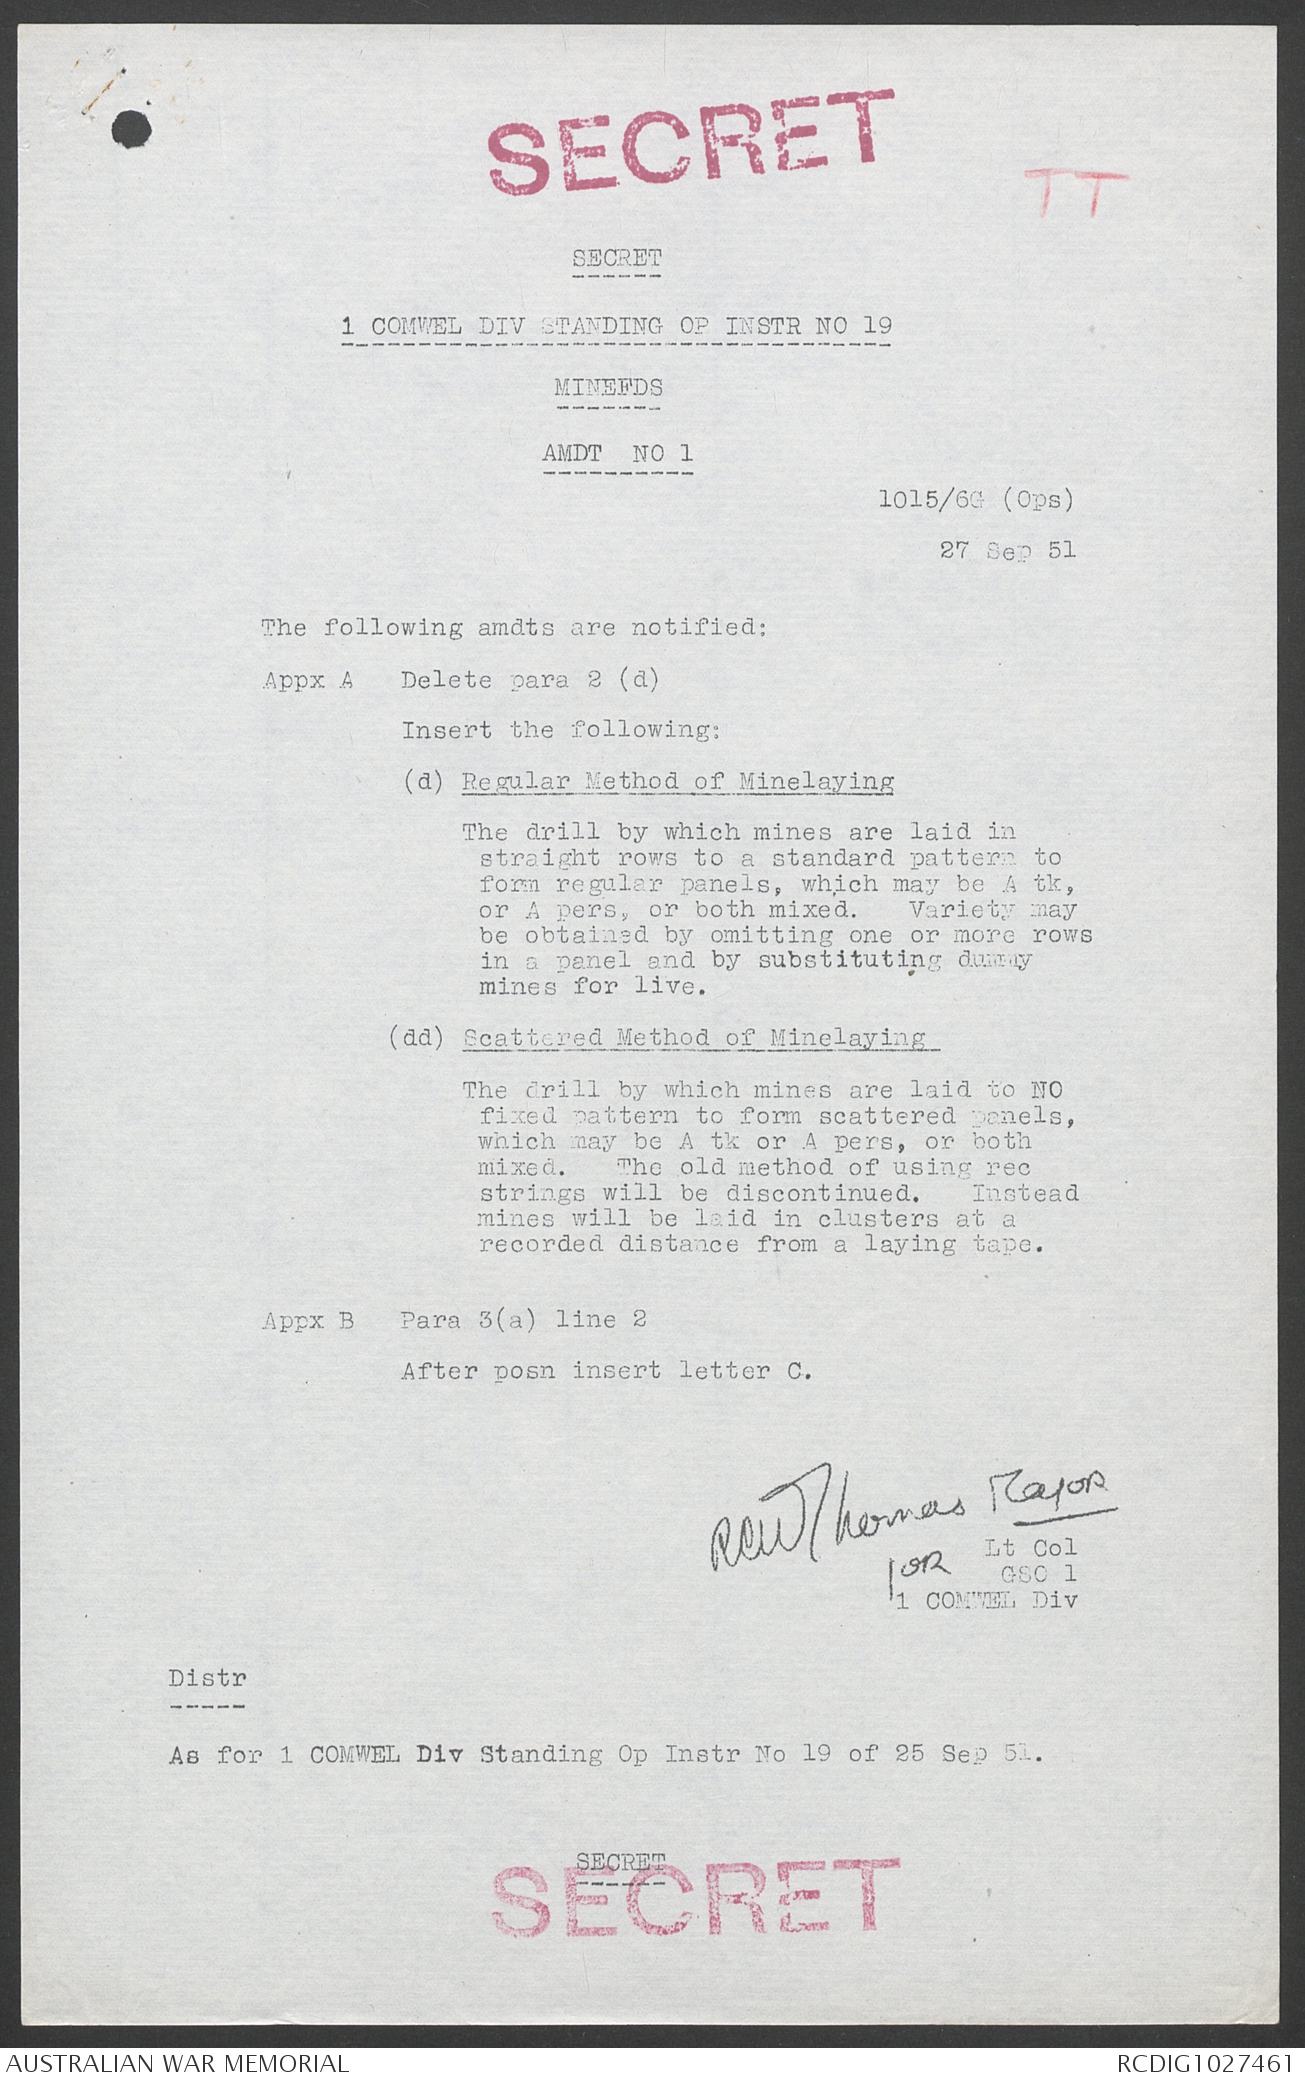 SECRET
TT
SECRET
1 COMWEL DIV STANDING OP INSTR NO 19
MINEFDS
AMDT NO 1
1015/6G (Ops)
27 Sep 51
The following amdts are notified:
Appx A Delete para 2 (d)
Insert the following:
(d) Regular Method of Minelaying
The drill by which mines are laid in
straight rows to a standard pattern to
form regular panels, which may be A tk,
or A pers, or both mixed. Variety may
be obtained by omitting one or more rows
in a panel and by substituting dummy
mines for live.
(dd) Scattered Method of Minelaying
The drill by which mines are laid to NO
fixed pattern to form scattered panels,
which may be A tk or A pers, or both
mixed. The old method of using rec
strings will be discontinued. Instead
mines will be laid in clusters at a
recorded distance from a laying tape.
Appx B Para 3(a) line 2
After posn insert letter C.
RCW Thomas Major
for Lt Col
GSO 1
1 COMWEL Div
Distr
As for 1 COMWEL Div Standing Op Instr No 19 of 25 Sep 51.
SECRET
SECRET
AUSTRALIAN WAR MEMORIAL
RCDIG1027461